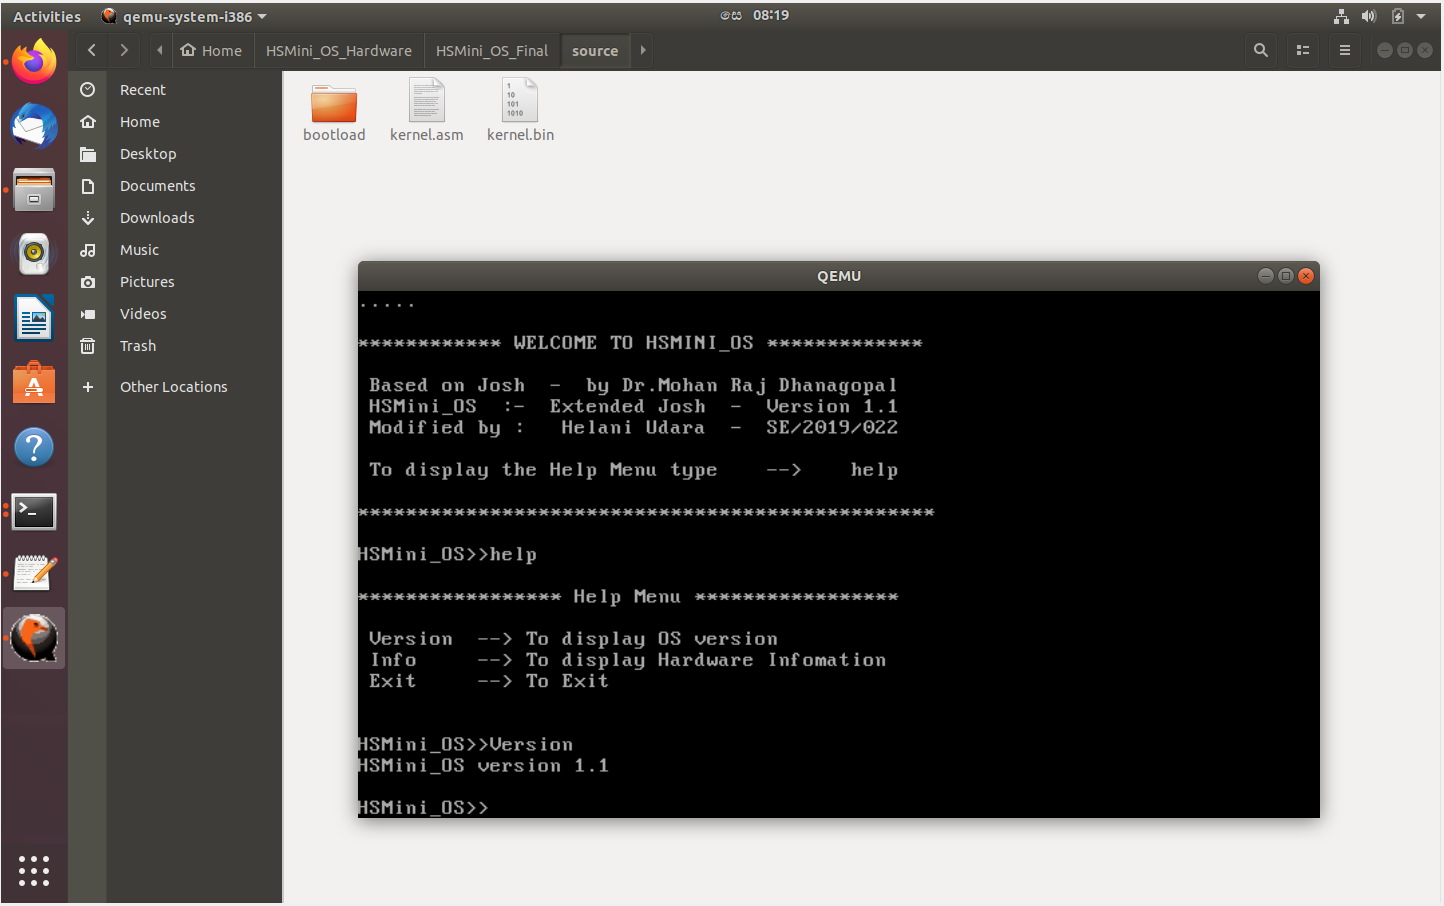 Activities
qemu-system-i386
සෙ 08:19
Home
HSMini_OS_Hardware
HSMini_OS_Final
source
Recent
Home
Desktop
Documents
Downloads
Music
Pictures
Videos
Trash
Other Locations
bootload
kernel.asm
kernel.bin
1
10
101
1010
QEMU
.....
************ WELCOME TO HSMINI_OS *************
Based on Josh - by Dr.Mohan Raj Dhanagopal
HSMini_OS :- Extended Josh - Version 1.1
Modified by : Helani Udara - SE/2019/022
To display the Help Menu type --> help
************************************************
HSMini_OS>>help
***************** Help Menu *****************
Version --> To display OS version
Info --> To display Hardware Infomation
Exit --> To Exit
HSMini_OS>>Version
HSMini_OS version 1.1
HSMini_OS>>